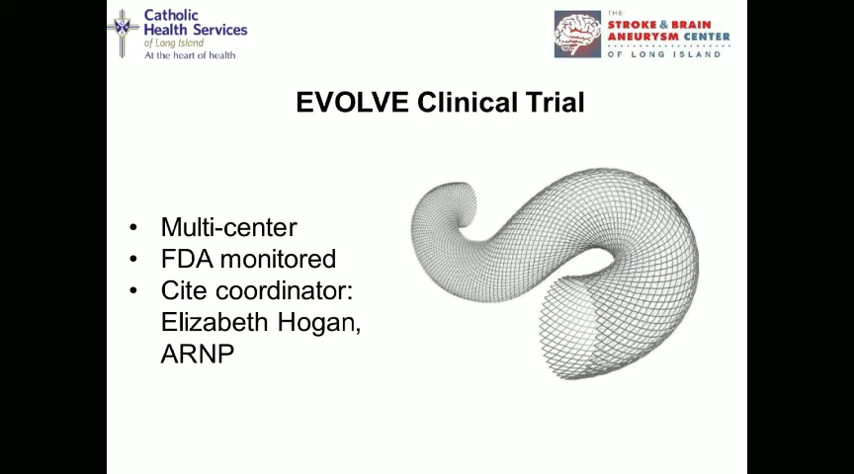 Catholic
Health Services
of Long Island
At the heart of health
THE
STROKE & BRAIN
ANEURYSM CENTER
OF LONG ISLAND
EVOLVE Clinical Trial
• Multi-center
• FDA monitored
• Cite coordinator:
Elizabeth Hogan,
ARNP